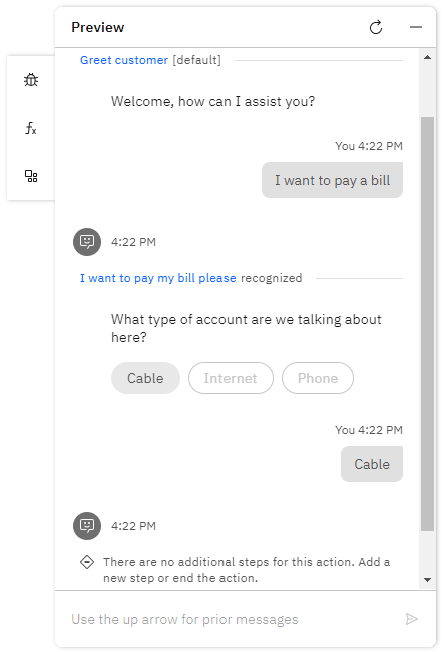 Preview
Greet customer [default]
Welcome, how can I assist you?
You 4:22 PM
I want to pay a bill
4:22 PM
I want to pay my bill please recognized
What type of account are we talking about
here?
Cable Internet Phone
You 4:22 PM
Cable
4:22 PM
There are no additional steps for this action. Add a
new step or end the action.
Use the up arrow for prior messages